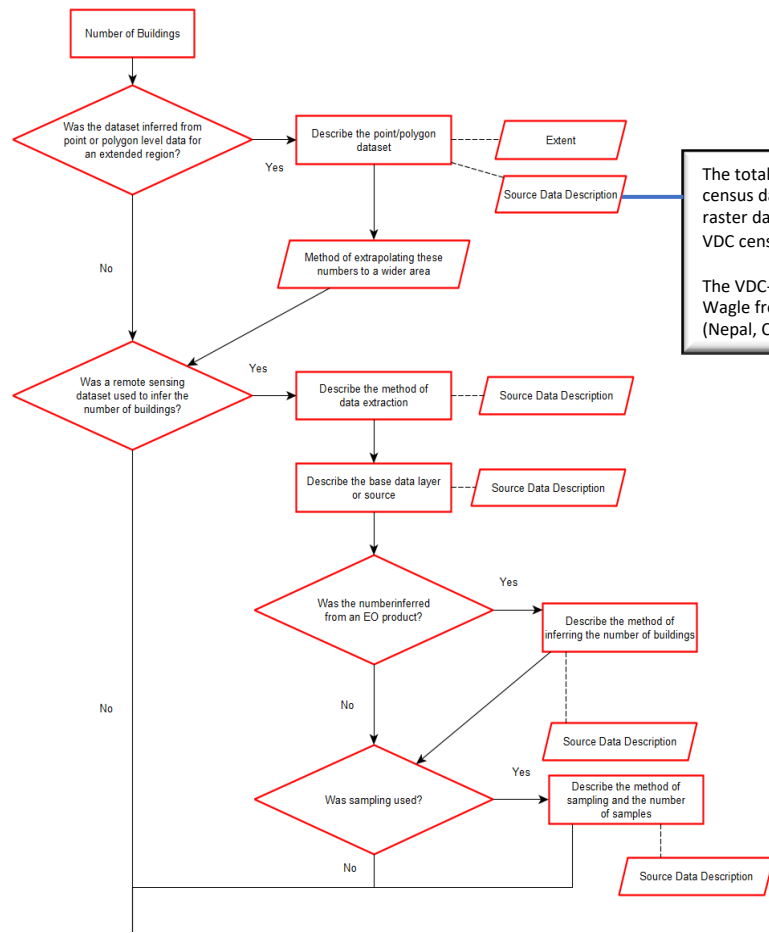 Number of Buildings
Was the dataset inferred from
point or polygon level data for
an extended region?
Yes
Describe the point/polygon
dataset
Extent
Source Data Description
The total
census da
raster da
VDC cens
The VDC-
Wagle fro
(Nepal, C
No
Method of extrapolating these
numbers to a wider area
Was a remote sensing
dataset used to infer the
number of buildings?
Yes
Describe the method of
data extraction
Source Data Description
Describe the base data layer
or source
Source Data Description
Was the numberinferred
from an EO product?
Yes
Describe the method of
inferring the number of buildings
No
No
Source Data Description
Was sampling used?
Yes
Describe the method of
sampling and the number
of samples
No
Source Data Description